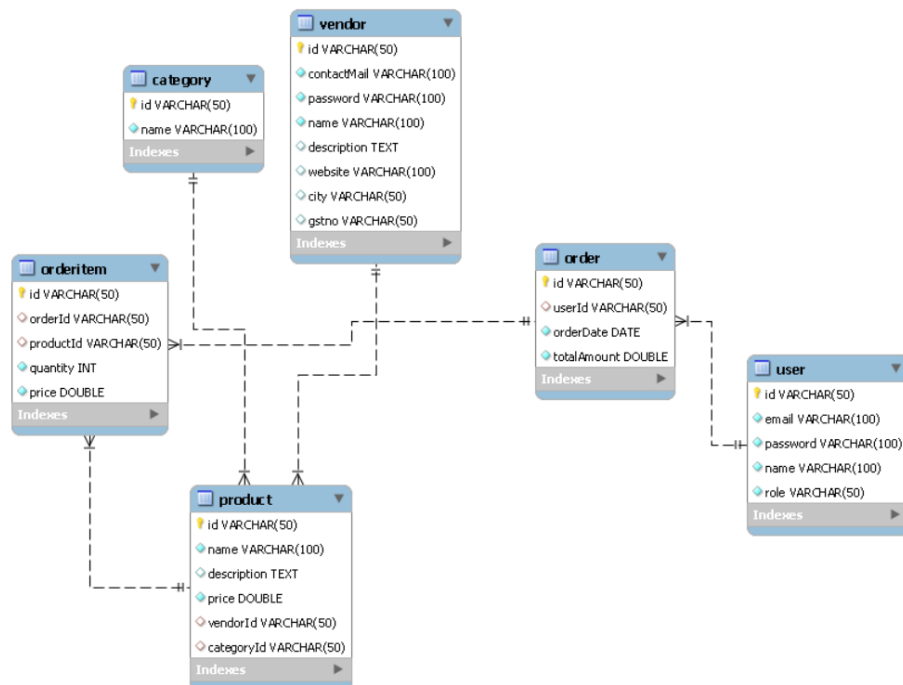 vendor
id VARCHAR(50)
contactMail VARCHAR(100)
password VARCHAR(100)
name VARCHAR(100)
description TEXT
website VARCHAR(100)
city VARCHAR(50)
gstno VARCHAR(50)
Indexes
category
id VARCHAR(50)
name VARCHAR(100)
Indexes
orderitem
id VARCHAR(50)
orderId VARCHAR(50)
productId VARCHAR(50)
quantity INT
price DOUBLE
Indexes
order
id VARCHAR(50)
userId VARCHAR(50)
orderDate DATE
totalAmount DOUBLE
Indexes
user
id VARCHAR(50)
email VARCHAR(100)
password VARCHAR(100)
name VARCHAR(100)
role VARCHAR(50)
Indexes
product
id VARCHAR(50)
name VARCHAR(100)
description TEXT
price DOUBLE
vendorId VARCHAR(50)
categoryId VARCHAR(50)
Indexes